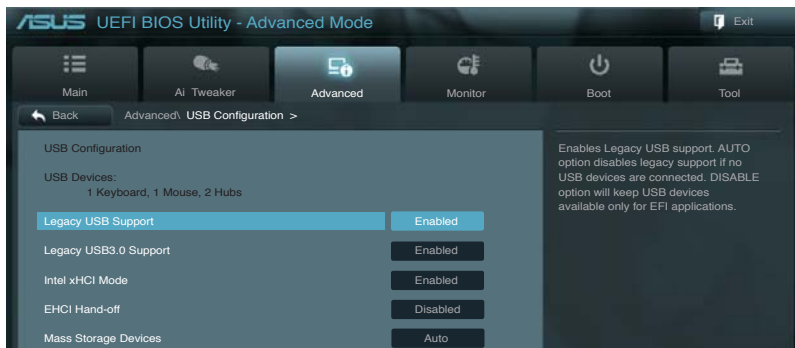 ASUS UEFI BIOS Utility - Advanced Mode
Exit
Main
Ai Tweaker
Advanced
Monitor
Boot
Tool
Back
Advanced\ USB Configuration >
USB Configuration
USB Devices:
1 Keyboard, 1 Mouse, 2 Hubs
Legacy USB Support Enabled
Legacy USB3.0 Support Enabled
Intel xHCI Mode Enabled
EHCI Hand-off Disabled
Mass Storage Devices Auto
Enables Legacy USB support. AUTO
option disables legacy support if no
USB devices are connected. DISABLE
option will keep USB devices
available only for EFI applications.